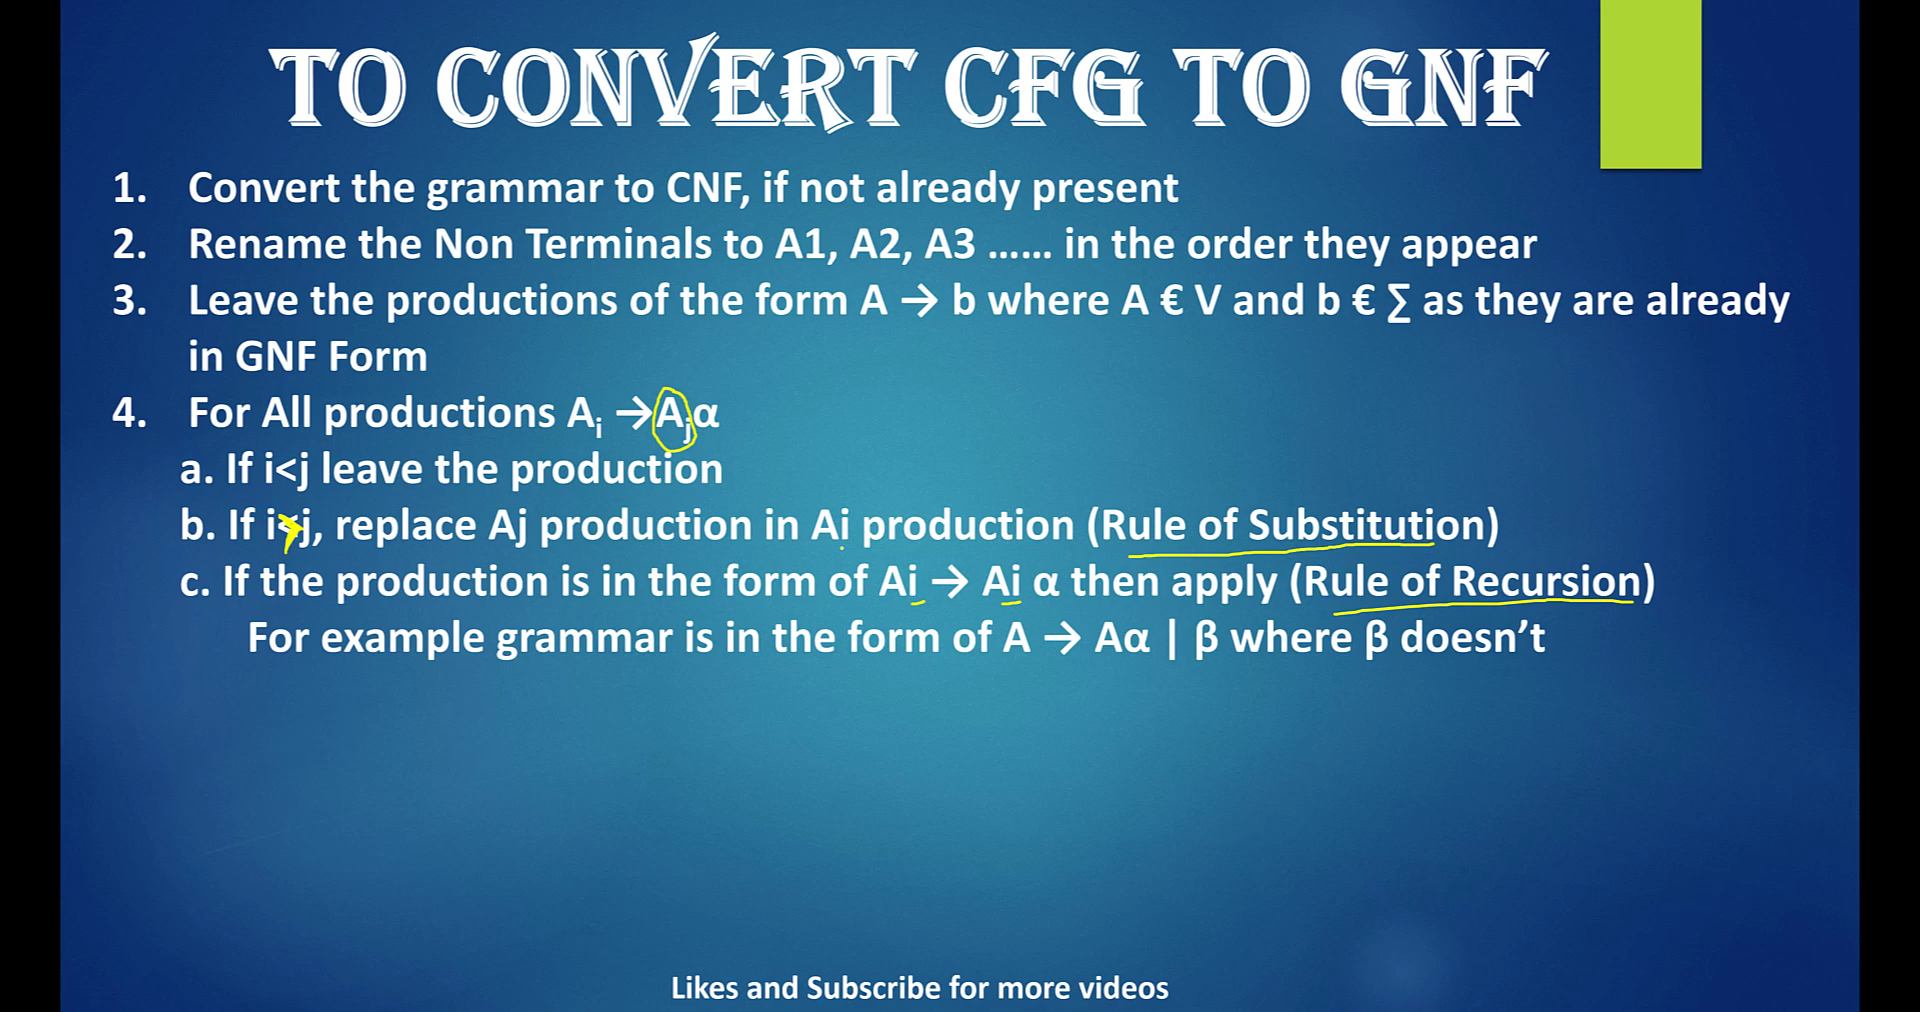 TO CONVERT CFG TO GNF
1. Convert the grammar to CNF, if not already present
2. Rename the Non Terminals to A1, A2, A3 ...... in the order they appear
3. Leave the productions of the form A → b where A € V and b € ∑ as they are already
in GNF Form
4. For All productions Aᵢ →Aⱼα
a. If i<j leave the production
b. If i>j, replace Aj production in Ai production (Rule of Substitution)
c. If the production is in the form of Ai → Ai α then apply (Rule of Recursion)
For example grammar is in the form of A → Aα | β where β doesn’t
Likes and Subscribe for more videos